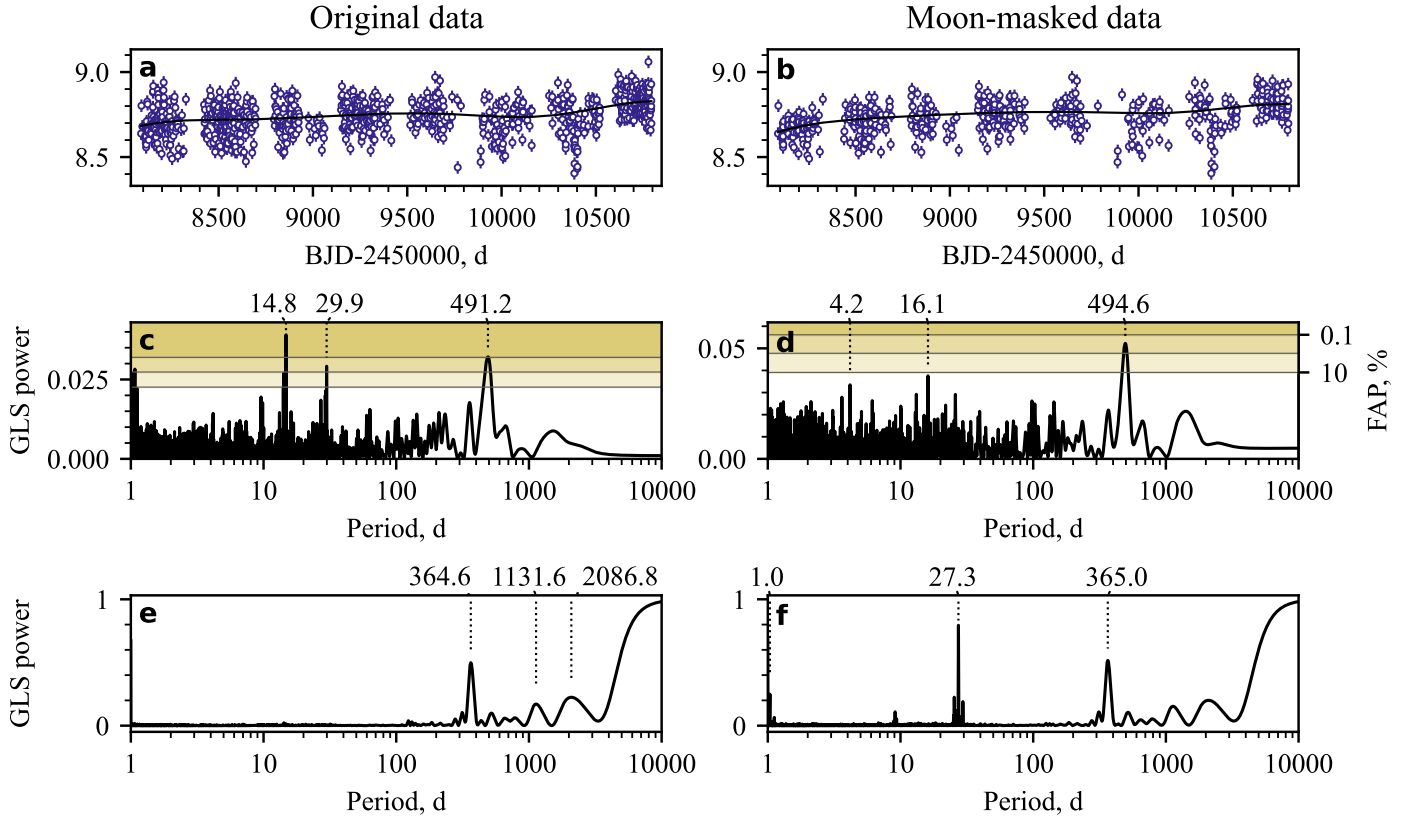 Original data
Moon-masked data
a
9.0
8.5
8500 9000 9500 10000 10500
BJD-2450000, d
b
9.0
8.5
8500 9000 9500 10000 10500
BJD-2450000, d
14.8 29.9 491.2
c
GLS power
0.025
0.000
1 10 100 1000 10000
Period, d
4.2 16.1 494.6
d
0.05
0.00
0.1
10
FAP, %
1 10 100 1000 10000
Period, d
364.6 1131.6 2086.8
e
GLS power
1
0
1 10 100 1000 10000
Period, d
1.0 27.3 365.0
f
1
0
1 10 100 1000 10000
Period, d